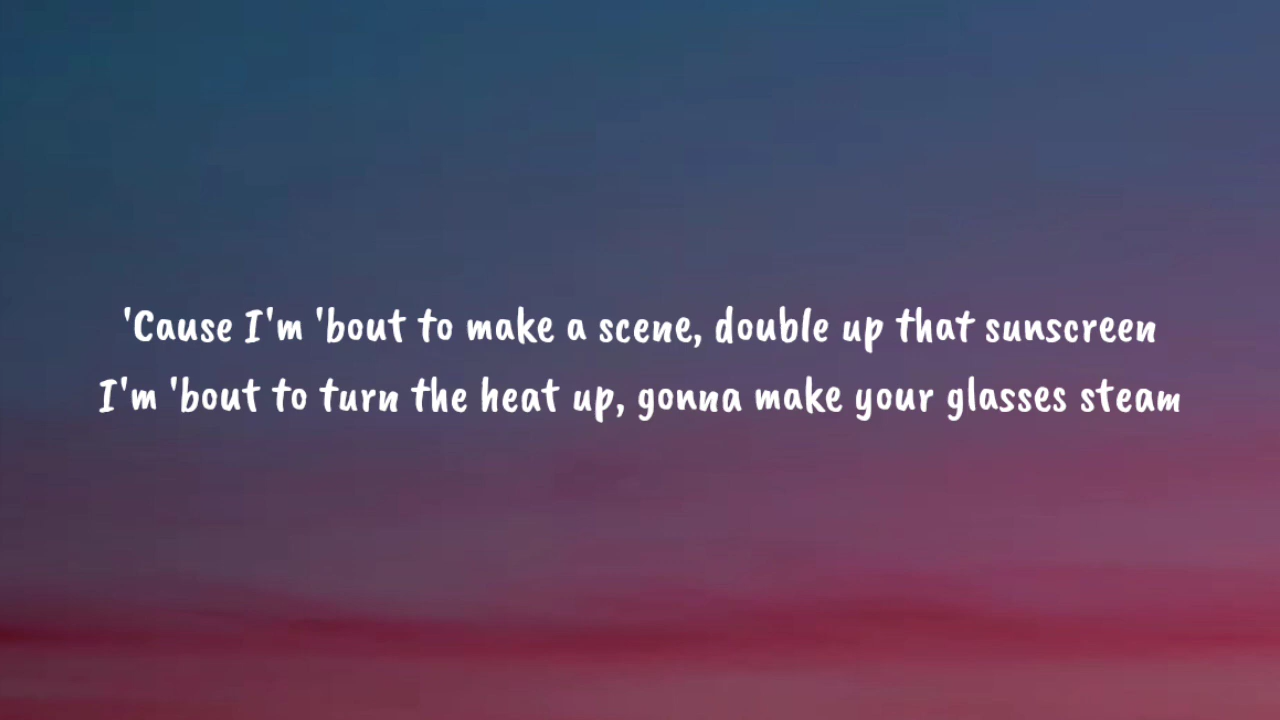 'Cause I'm 'bout to make a scene, double up that sunscreen
I'm 'bout to turn the heat up, gonna make your glasses steam